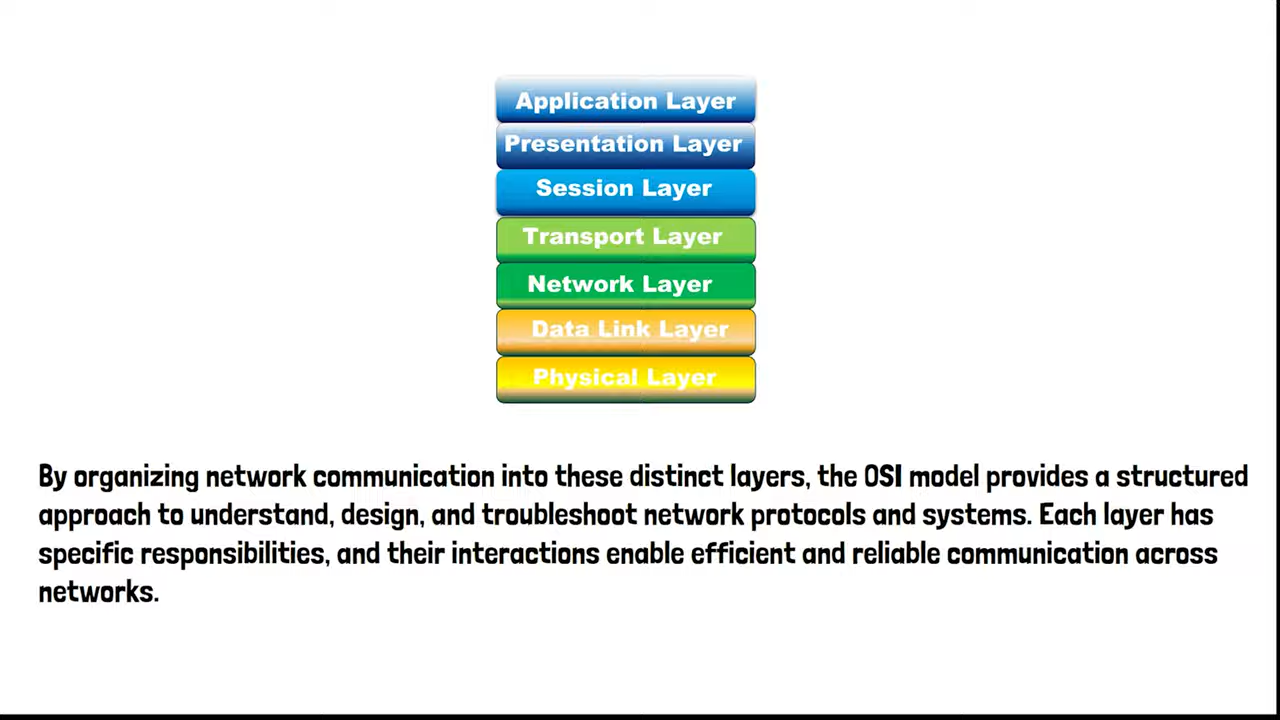 Application Layer
Presentation Layer
Session Layer
Transport Layer
Network Layer
Data Link Layer
Physical Layer
By organizing network communication into these distinct layers, the OSI model provides a structured
approach to understand, design, and troubleshoot network protocols and systems. Each layer has
specific responsibilities, and their interactions enable efficient and reliable communication across
networks.